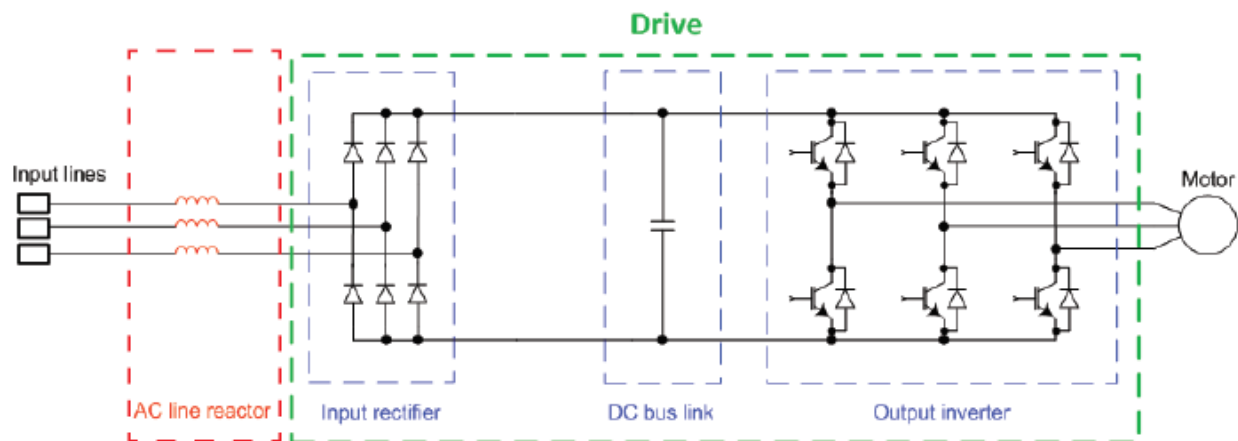 Drive
Input lines
Motor
AC line reactor
Input rectifier
DC bus link
Output inverter